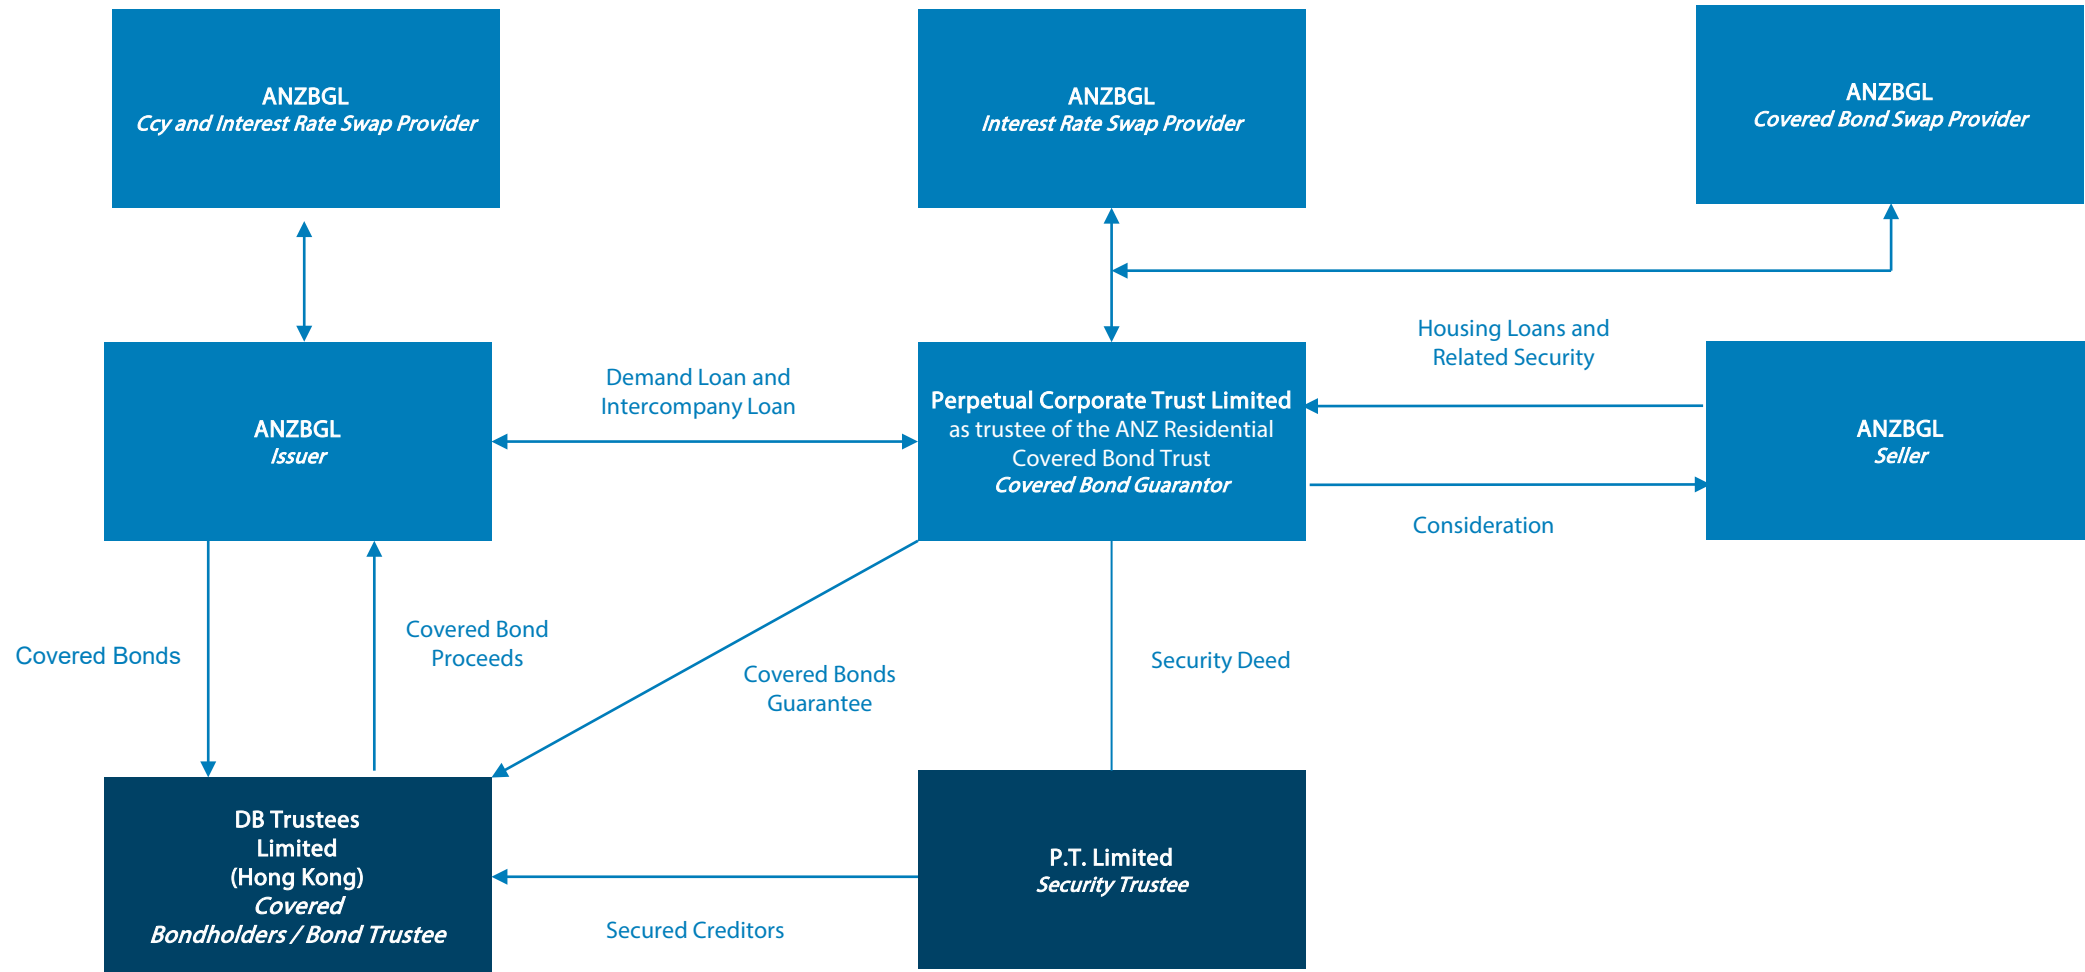 ANZBGL
Ccy and Interest Rate Swap Provider
ANZBGL
Interest Rate Swap Provider
ANZBGL
Covered Bond Swap Provider
Housing Loans and
Related Security
Demand Loan and
Intercompany Loan
ANZBGL
Issuer
Perpetual Corporate Trust Limited
as trustee of the ANZ Residential
Covered Bond Trust
Covered Bond Guarantor
ANZBGL
Seller
Consideration
Covered Bonds
Covered Bond
Proceeds
Covered Bonds
Guarantee
Security Deed
DB Trustees
Limited
(Hong Kong)
Covered
Bondholders / Bond Trustee
P.T. Limited
Security Trustee
Secured Creditors